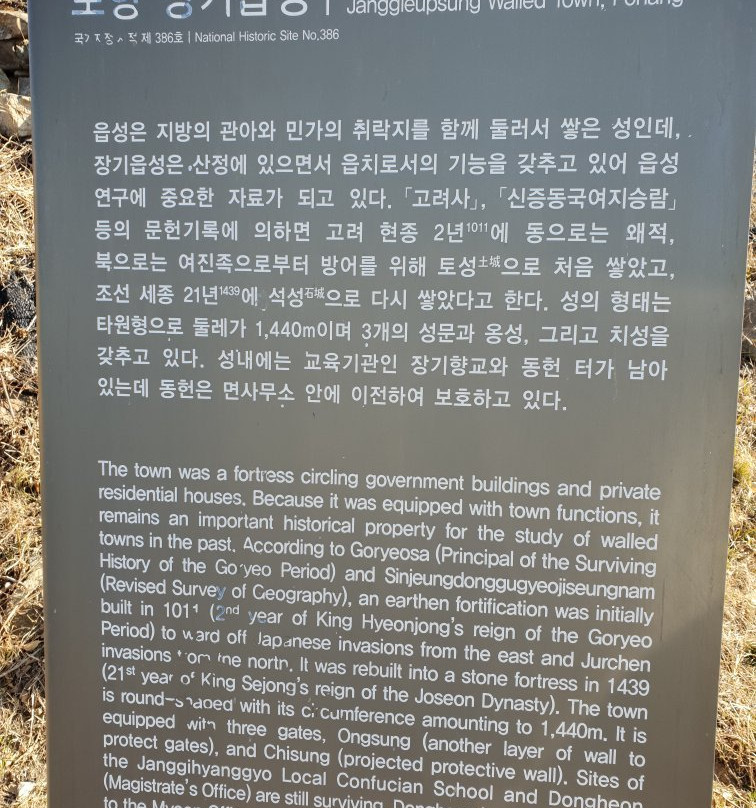 포항 장기읍성 | Janggieupsung Walled Town, Pohang
국가지정사적 제 386호 | National Historic Site No.386
읍성은 지방의 관아와 민가의 취락지를 함께 둘러서 쌓은 성인데,
장기읍성은 산정에 있으면서 읍치로서의 기능을 갖추고 있어 읍성
연구에 중요한 자료가 되고 있다. 「고려사」, 「신증동국여지승람」
등의 문헌기록에 의하면 고려 현종 2년1011에 동으로는 왜적,
북으로는 여진족으로부터 방어를 위해 토성土城으로 처음 쌓았고,
조선 세종 21년1439에 석성石城으로 다시 쌓았다고 한다. 성의 형태는
타원형으로 둘레가 1,440m이며 3개의 성문과 옹성, 그리고 치성을
갖추고 있다. 성내에는 교육기관인 장기향교와 동헌 터가 남아
있는데 동헌은 면사무소 안에 이전하여 보호하고 있다.
The town was a fortress circling government buildings and private
residential houses. Because it was equipped with town functions, it
remains an important historical property for the study of walled
towns in the past. According to Goryeosa (Principal of the Surviving
History of the Goryeo Period) and Sinjeungdonggugyeojiseungnam
(Revised Survey of Geography), an earthen fortification was initially
built in 1011 (2nd year of King Hyeonjong's reign of the Goryeo
Period) to ward off Japanese invasions from the east and Jurchen
invasions from the north. It was rebuilt into a stone fortress in 1439
(21st year of King Sejong's reign of the Joseon Dynasty). The town
is round-shaped with its circumference amounting to 1,440m. It is
equipped with three gates, Ongsung (another layer of wall to
protect gates), and Chisung (projected protective wall). Sites of
the Janggihyanggyo Local Confucian School and Dongheon
(Magistrate's Office) are still surviving.
to the Myeon